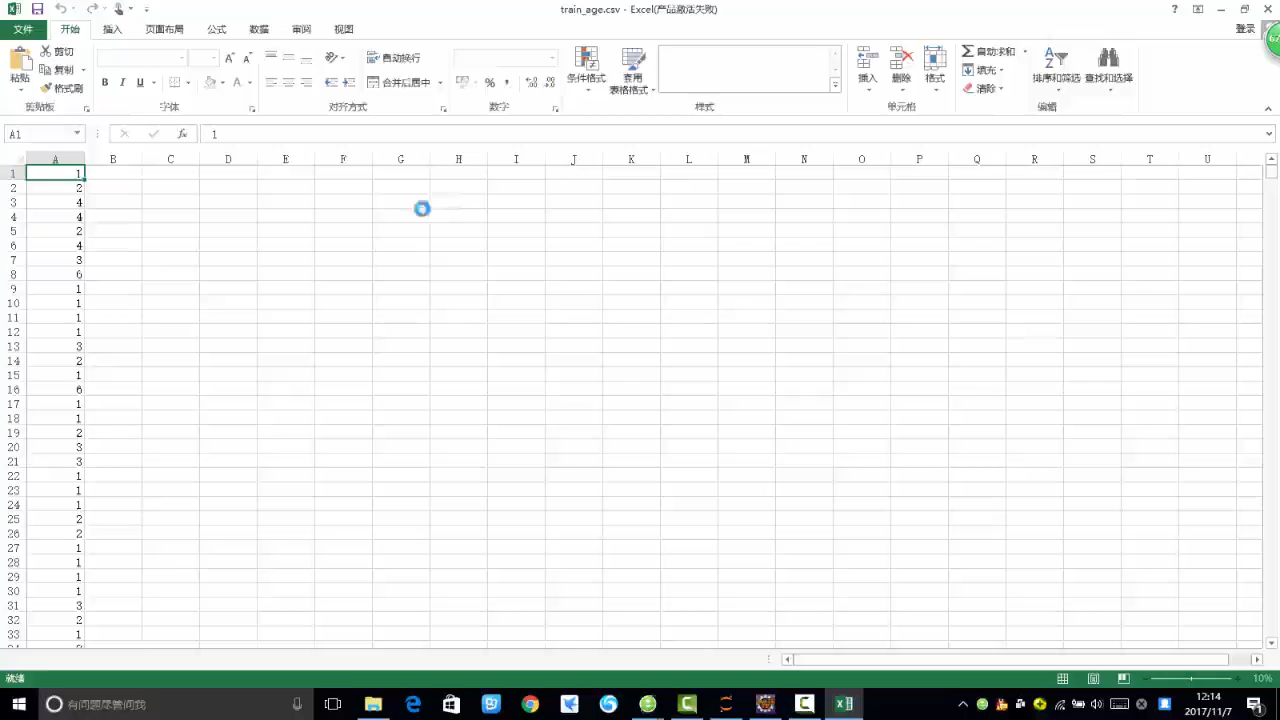 train_age.csv - Excel(产品激活失败)
文件 开始 插入 页面布局 公式 数据 审阅 视图 登录
粘贴 剪切 复制 格式刷
B I U
自动换行 合并后居中
条件格式 套用表格格式
插入 删除 格式
自动求和 填充 清除
排序和筛选 查找和选择
剪贴板 字体 对齐方式 数字 样式 单元格 编辑
A1 fx 1
A B C D E F G H I J K L M N O P Q R S T U
1 1
2 2
3 4
4 4
5 2
6 4
7 3
8 6
9 1
10 1
11 1
12 1
13 3
14 2
15 1
16 6
17 1
18 1
19 2
20 3
21 3
22 1
23 1
24 1
25 2
26 2
27 1
28 1
29 1
30 1
31 3
32 2
33 1
就绪 10%
有问题尽管问我 12:14
2017/11/7